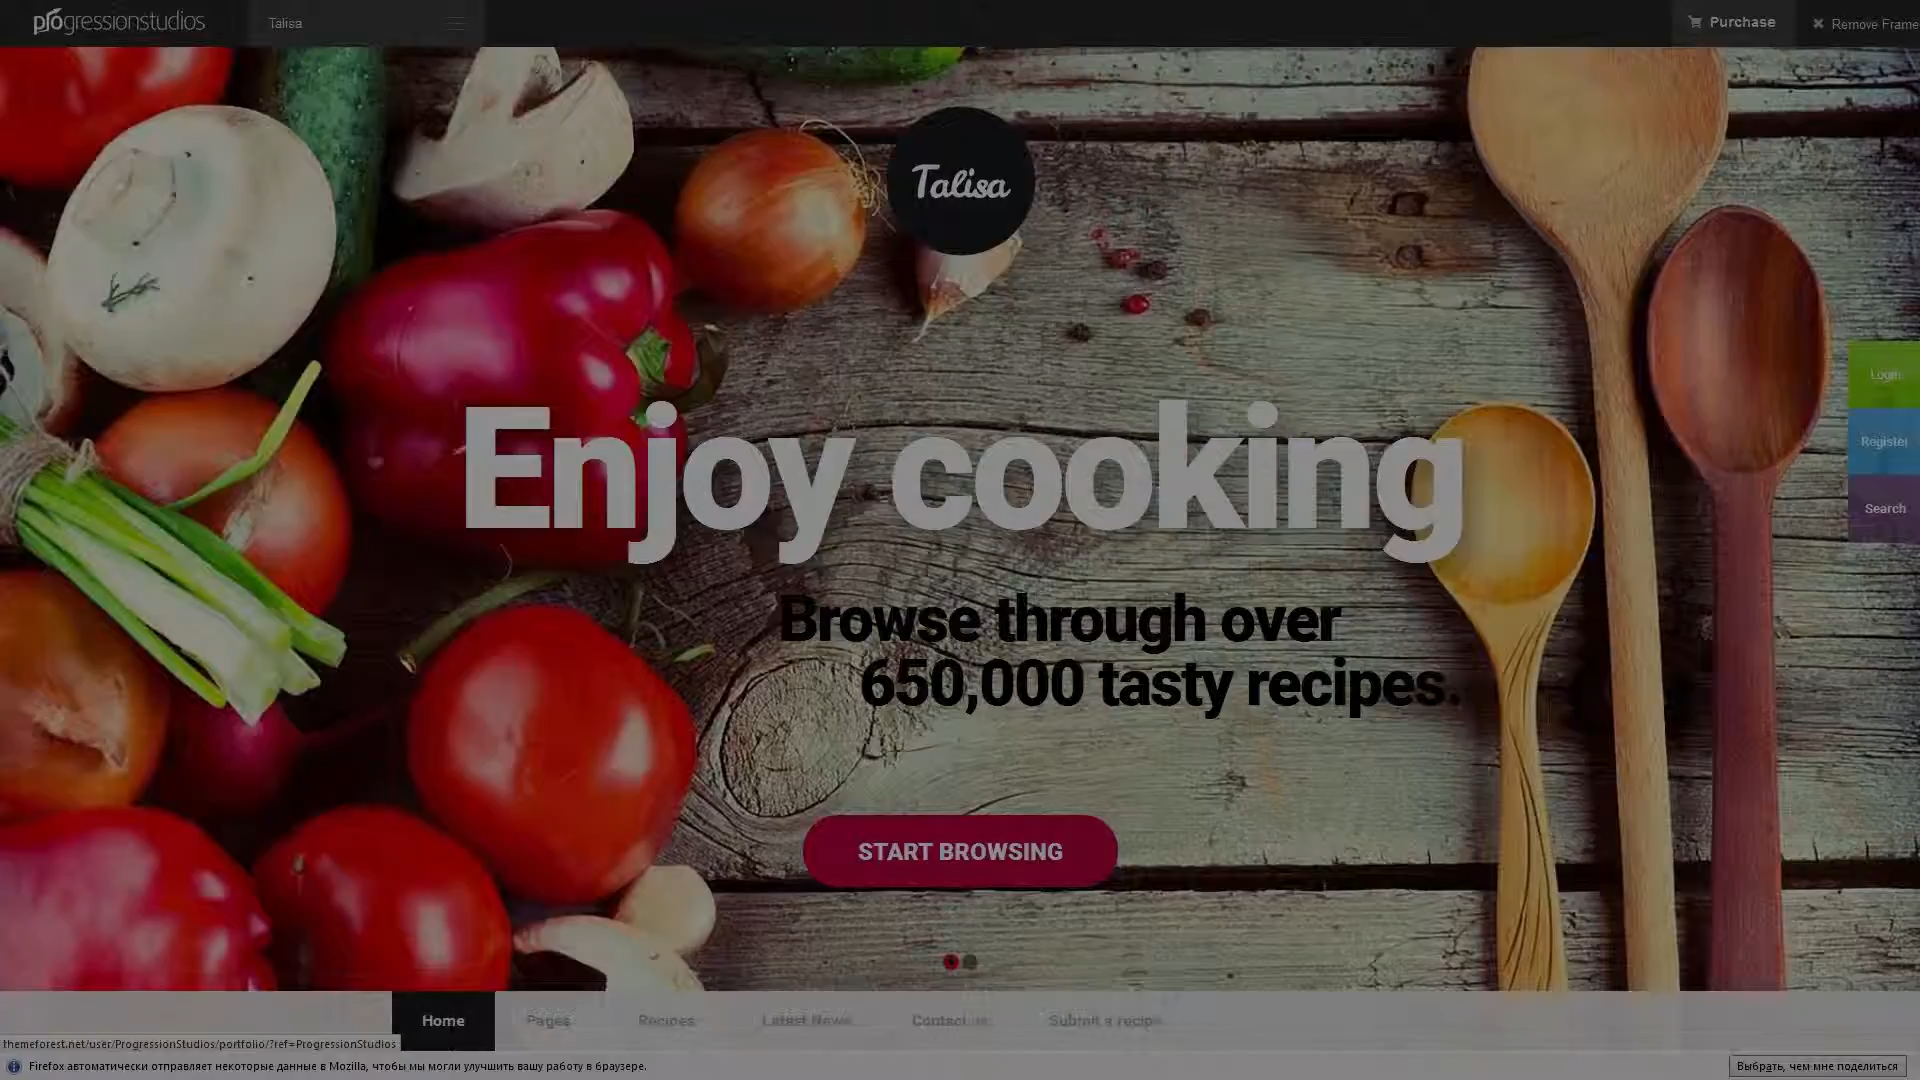 progressionstudios
Talisa
Purchase
Remove Frame
Talisa
Login
Register
Search
Enjoy cooking
Browse through over
650,000 tasty recipes.
START BROWSING
Home
Pages
Recipes
Latest News
Contact us
Submit a recipe
themeforest.net/user/ProgressionStudios/portfolio/?ref=ProgressionStudios
Firefox автоматически отправляет некоторые данные в Mozilla, чтобы мы могли улучшить вашу работу в браузере.
Выбрать, чем мне поделиться